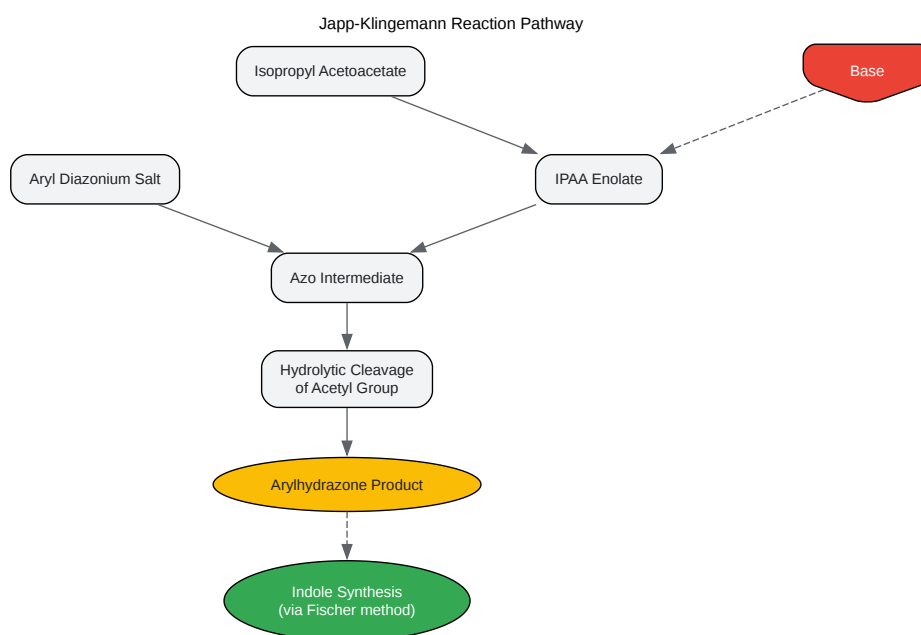 Japp-Klingemann Reaction Pathway
Isopropyl Acetoacetate
Base
Aryl Diazonium Salt
IPAA Enolate
Azo Intermediate
Hydrolytic Cleavage
of Acetyl Group
Arylhydrazone Product
Indole Synthesis
(via Fischer method)